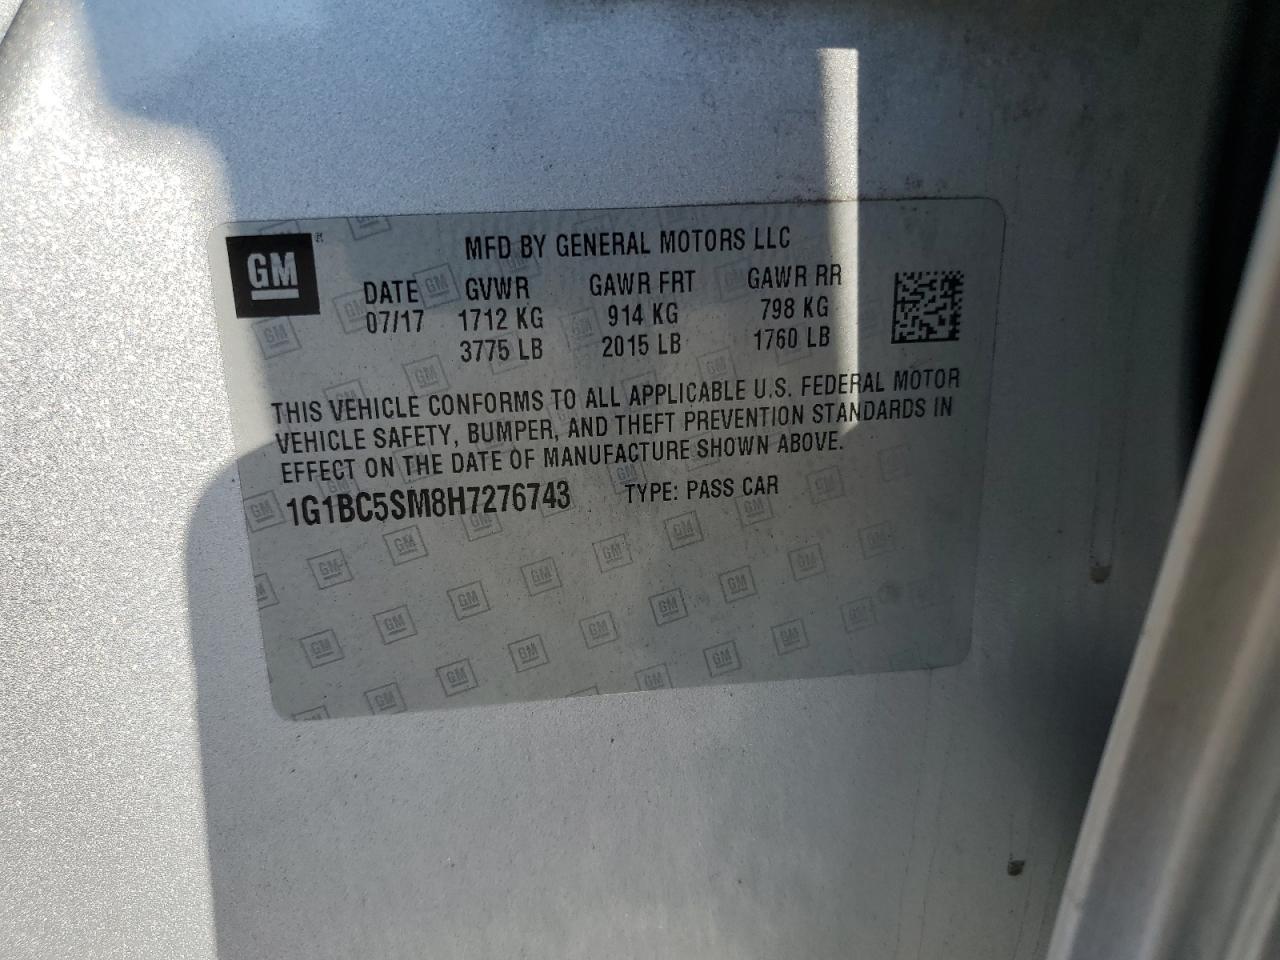 GM
MFD BY GENERAL MOTORS LLC
DATE GVWR GAWR FRT GAWR RR
07/17 1712 KG 914 KG 798 KG
3775 LB 2015 LB 1760 LB
THIS VEHICLE CONFORMS TO ALL APPLICABLE U.S. FEDERAL MOTOR
VEHICLE SAFETY, BUMPER, AND THEFT PREVENTION STANDARDS IN
EFFECT ON THE DATE OF MANUFACTURE SHOWN ABOVE.
1G1BC5SM8H7276743 TYPE: PASS CAR